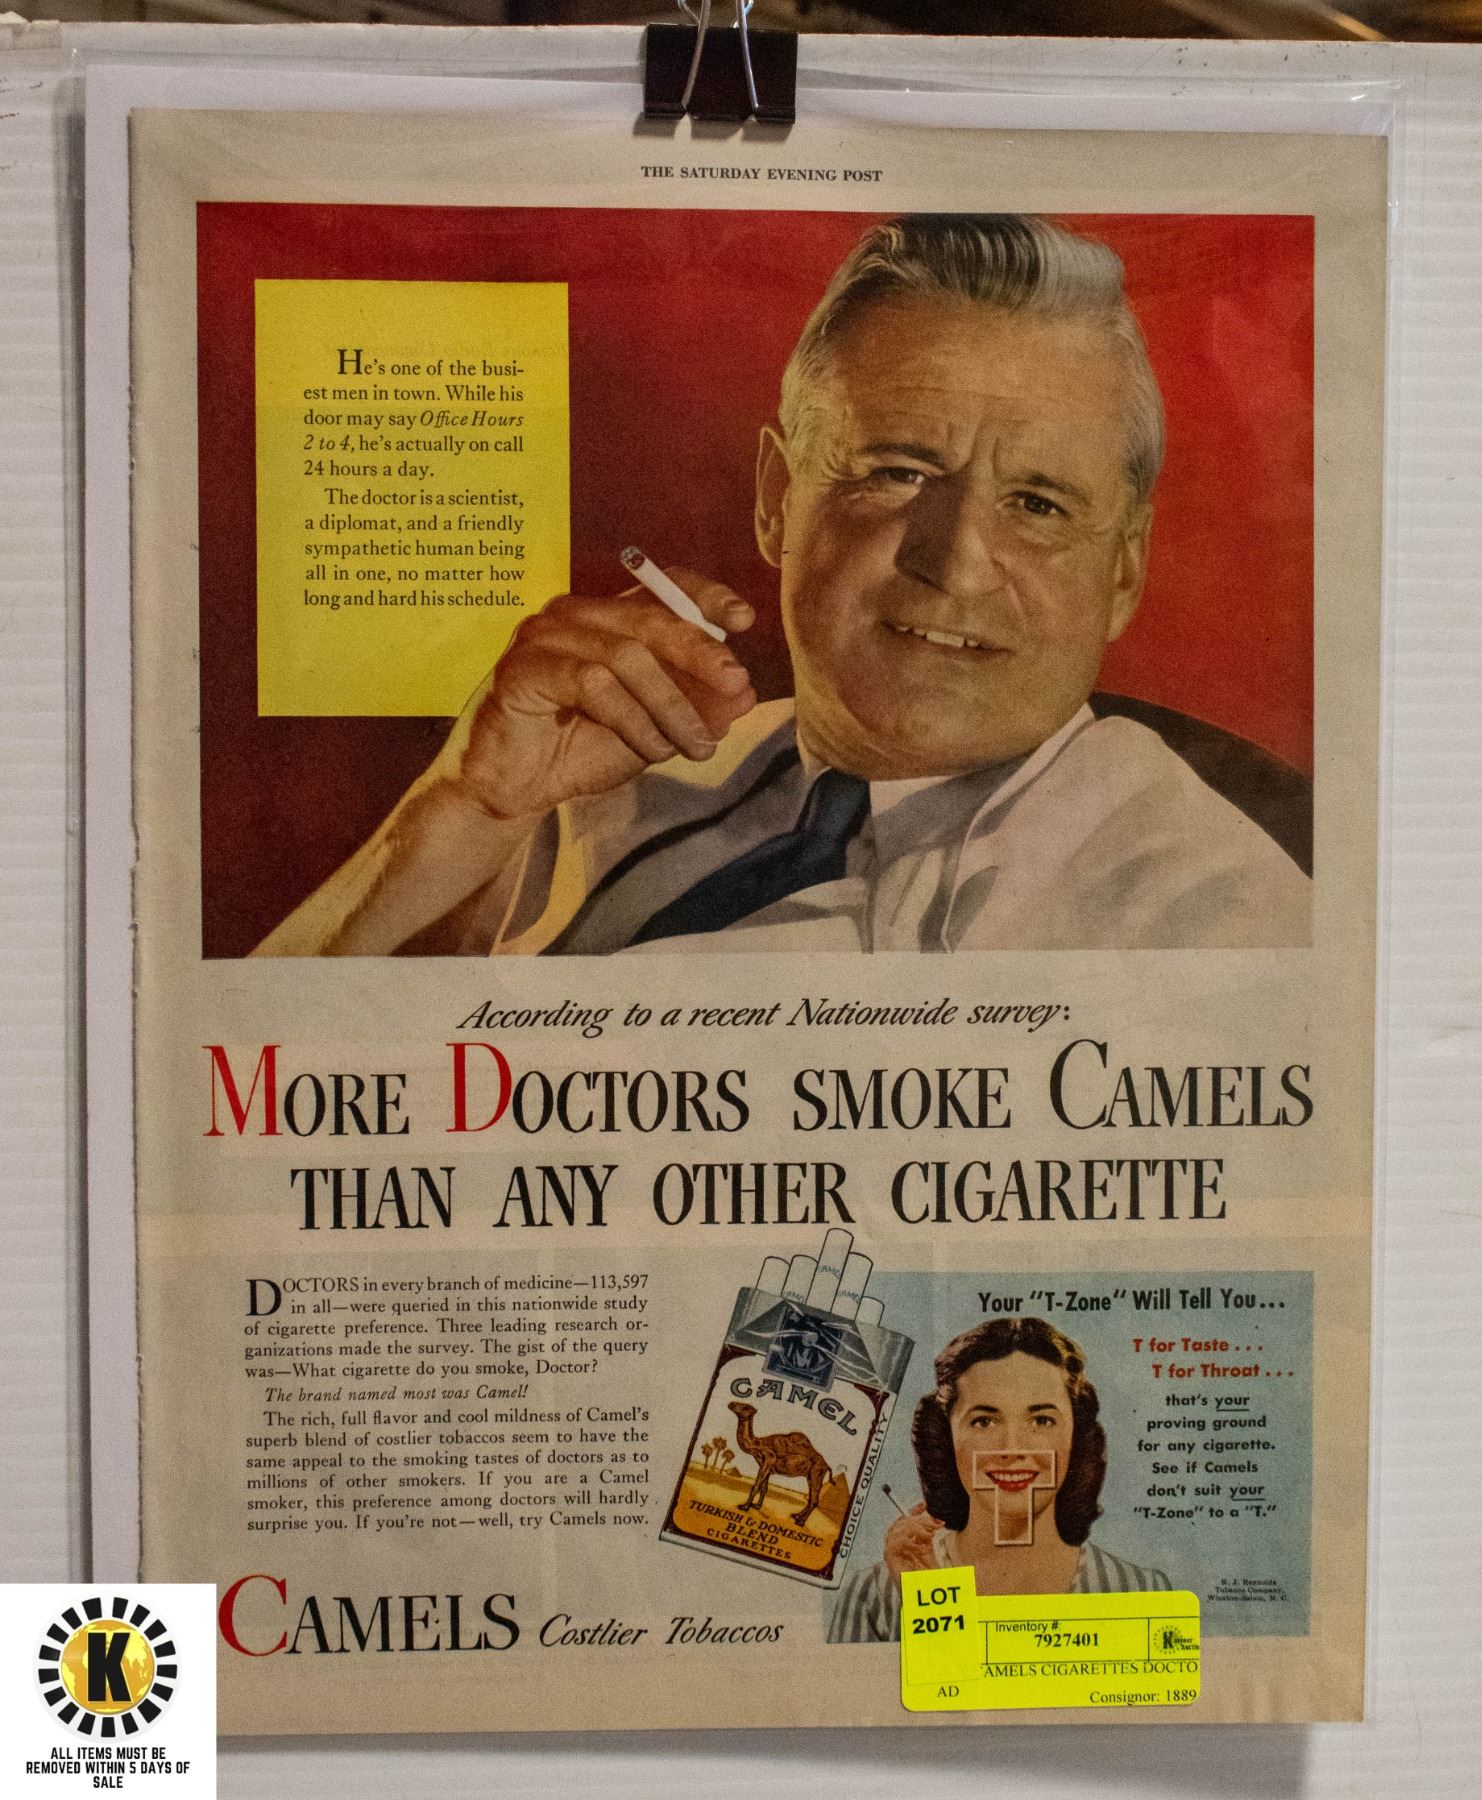 THE SATURDAY EVENING POST
He's one of the busi-
est men in town. While his
door may say Office Hours
2 to 4, he's actually on call
24 hours a day.
The doctor is a scientist,
a diplomat, and a friendly
sympathetic human being
all in one, no matter how
long and hard his schedule.
According to a recent Nationwide survey:
MORE DOCTORS SMOKE CAMELS
THAN ANY OTHER CIGARETTE
DOCTORS in every branch of medicine—113,597
in all—were queried in this nationwide study
of cigarette preference. Three leading research or-
ganizations made the survey. The gist of the query
was—What cigarette do you smoke, Doctor?
The brand named most was Camel!
The rich, full flavor and cool mildness of Camel's
superb blend of costlier tobaccos seem to have the
same appeal to the smoking tastes of doctors as to
millions of other smokers. If you are a Camel
smoker, this preference among doctors will hardly
surprise you. If you're not—well, try Camels now.
CAMEL
TURKISH & DOMESTIC
BLEND
CIGARETTES
CHOICE QUALITY
Your "T-Zone" Will Tell You...
T for Taste...
T for Throat...
that's your
proving ground
for any cigarette.
See if Camels
don't suit your
"T-Zone" to a "T."
T
R. J. Reynolds
Tobacco Company,
Winston-Salem, N. C.
CAMELS Costlier Tobaccos
LOT
2071
Inventory #:
7927401
AMELS CIGARETTES DOCTO
AD
Consignor: 1889
K
ALL ITEMS MUST BE
REMOVED WITHIN 5 DAYS OF
SALE